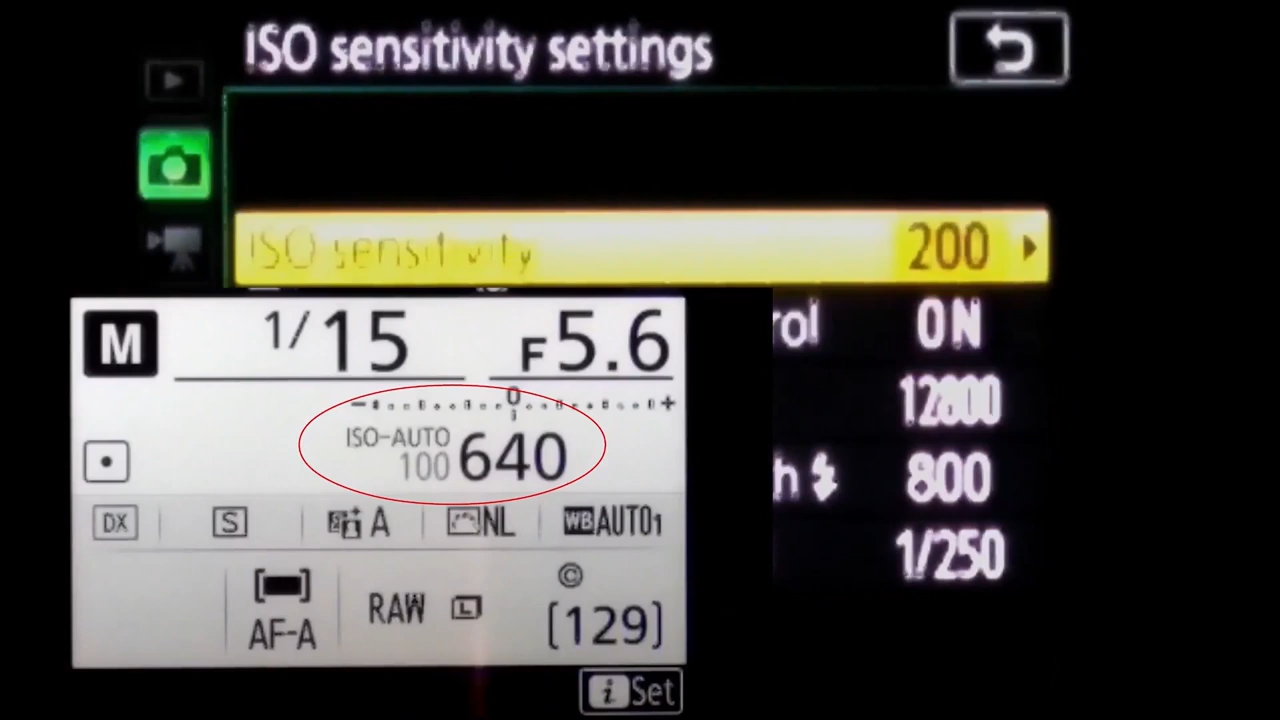 ISO sensitivity settings
ISO sensitivity 200
ON
12800
800
1/250
M 1/15 F5.6
- 0 +
ISO-AUTO
100 640
DX S A NL WB AUTO1
©
AF-A RAW L [129]
i Set